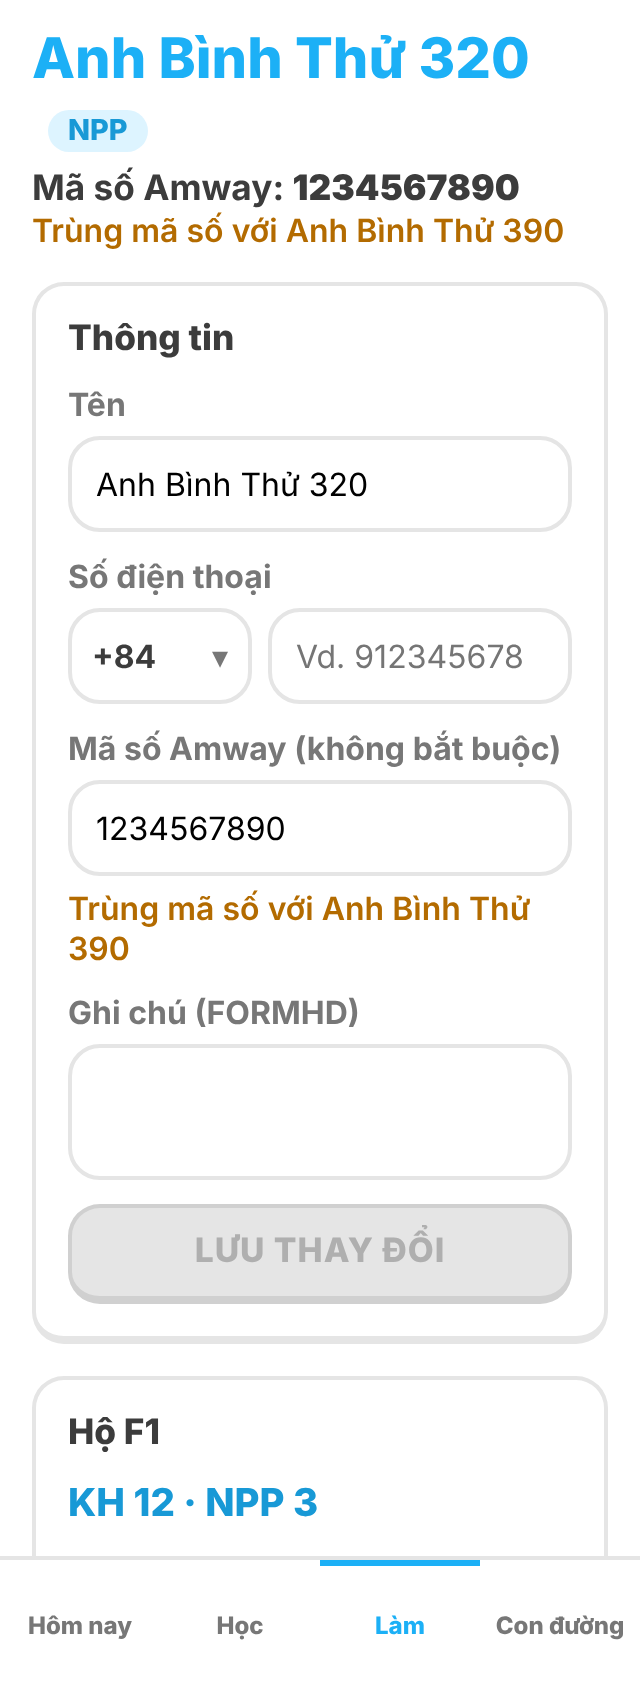 Anh Bình Thử 320
NPP
Mã số Amway: 1234567890
Trùng mã số với Anh Bình Thử 390
Thông tin
Tên
Anh Bình Thử 320
Số điện thoại
+84 ▼ Vd. 912345678
Mã số Amway (không bắt buộc)
1234567890
Trùng mã số với Anh Bình Thử
390
Ghi chú (FORMHD)
LƯU THAY ĐỔI
Hộ F1
KH 12 · NPP 3
Hôm nay Học Làm Con đường